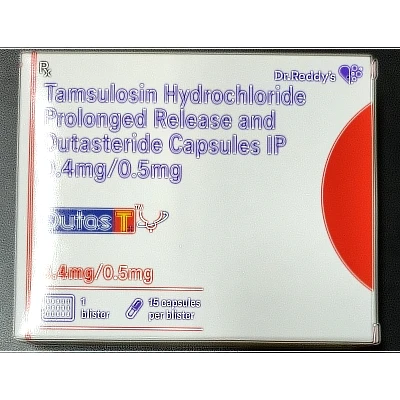 Rx
Dr.Reddy's
Tamsulosin Hydrochloride
Prolonged Release and
Dutasteride Capsules IP
0.4mg/0.5mg
Dutas T
0.4mg/0.5mg
1
blister
15 capsules
per blister